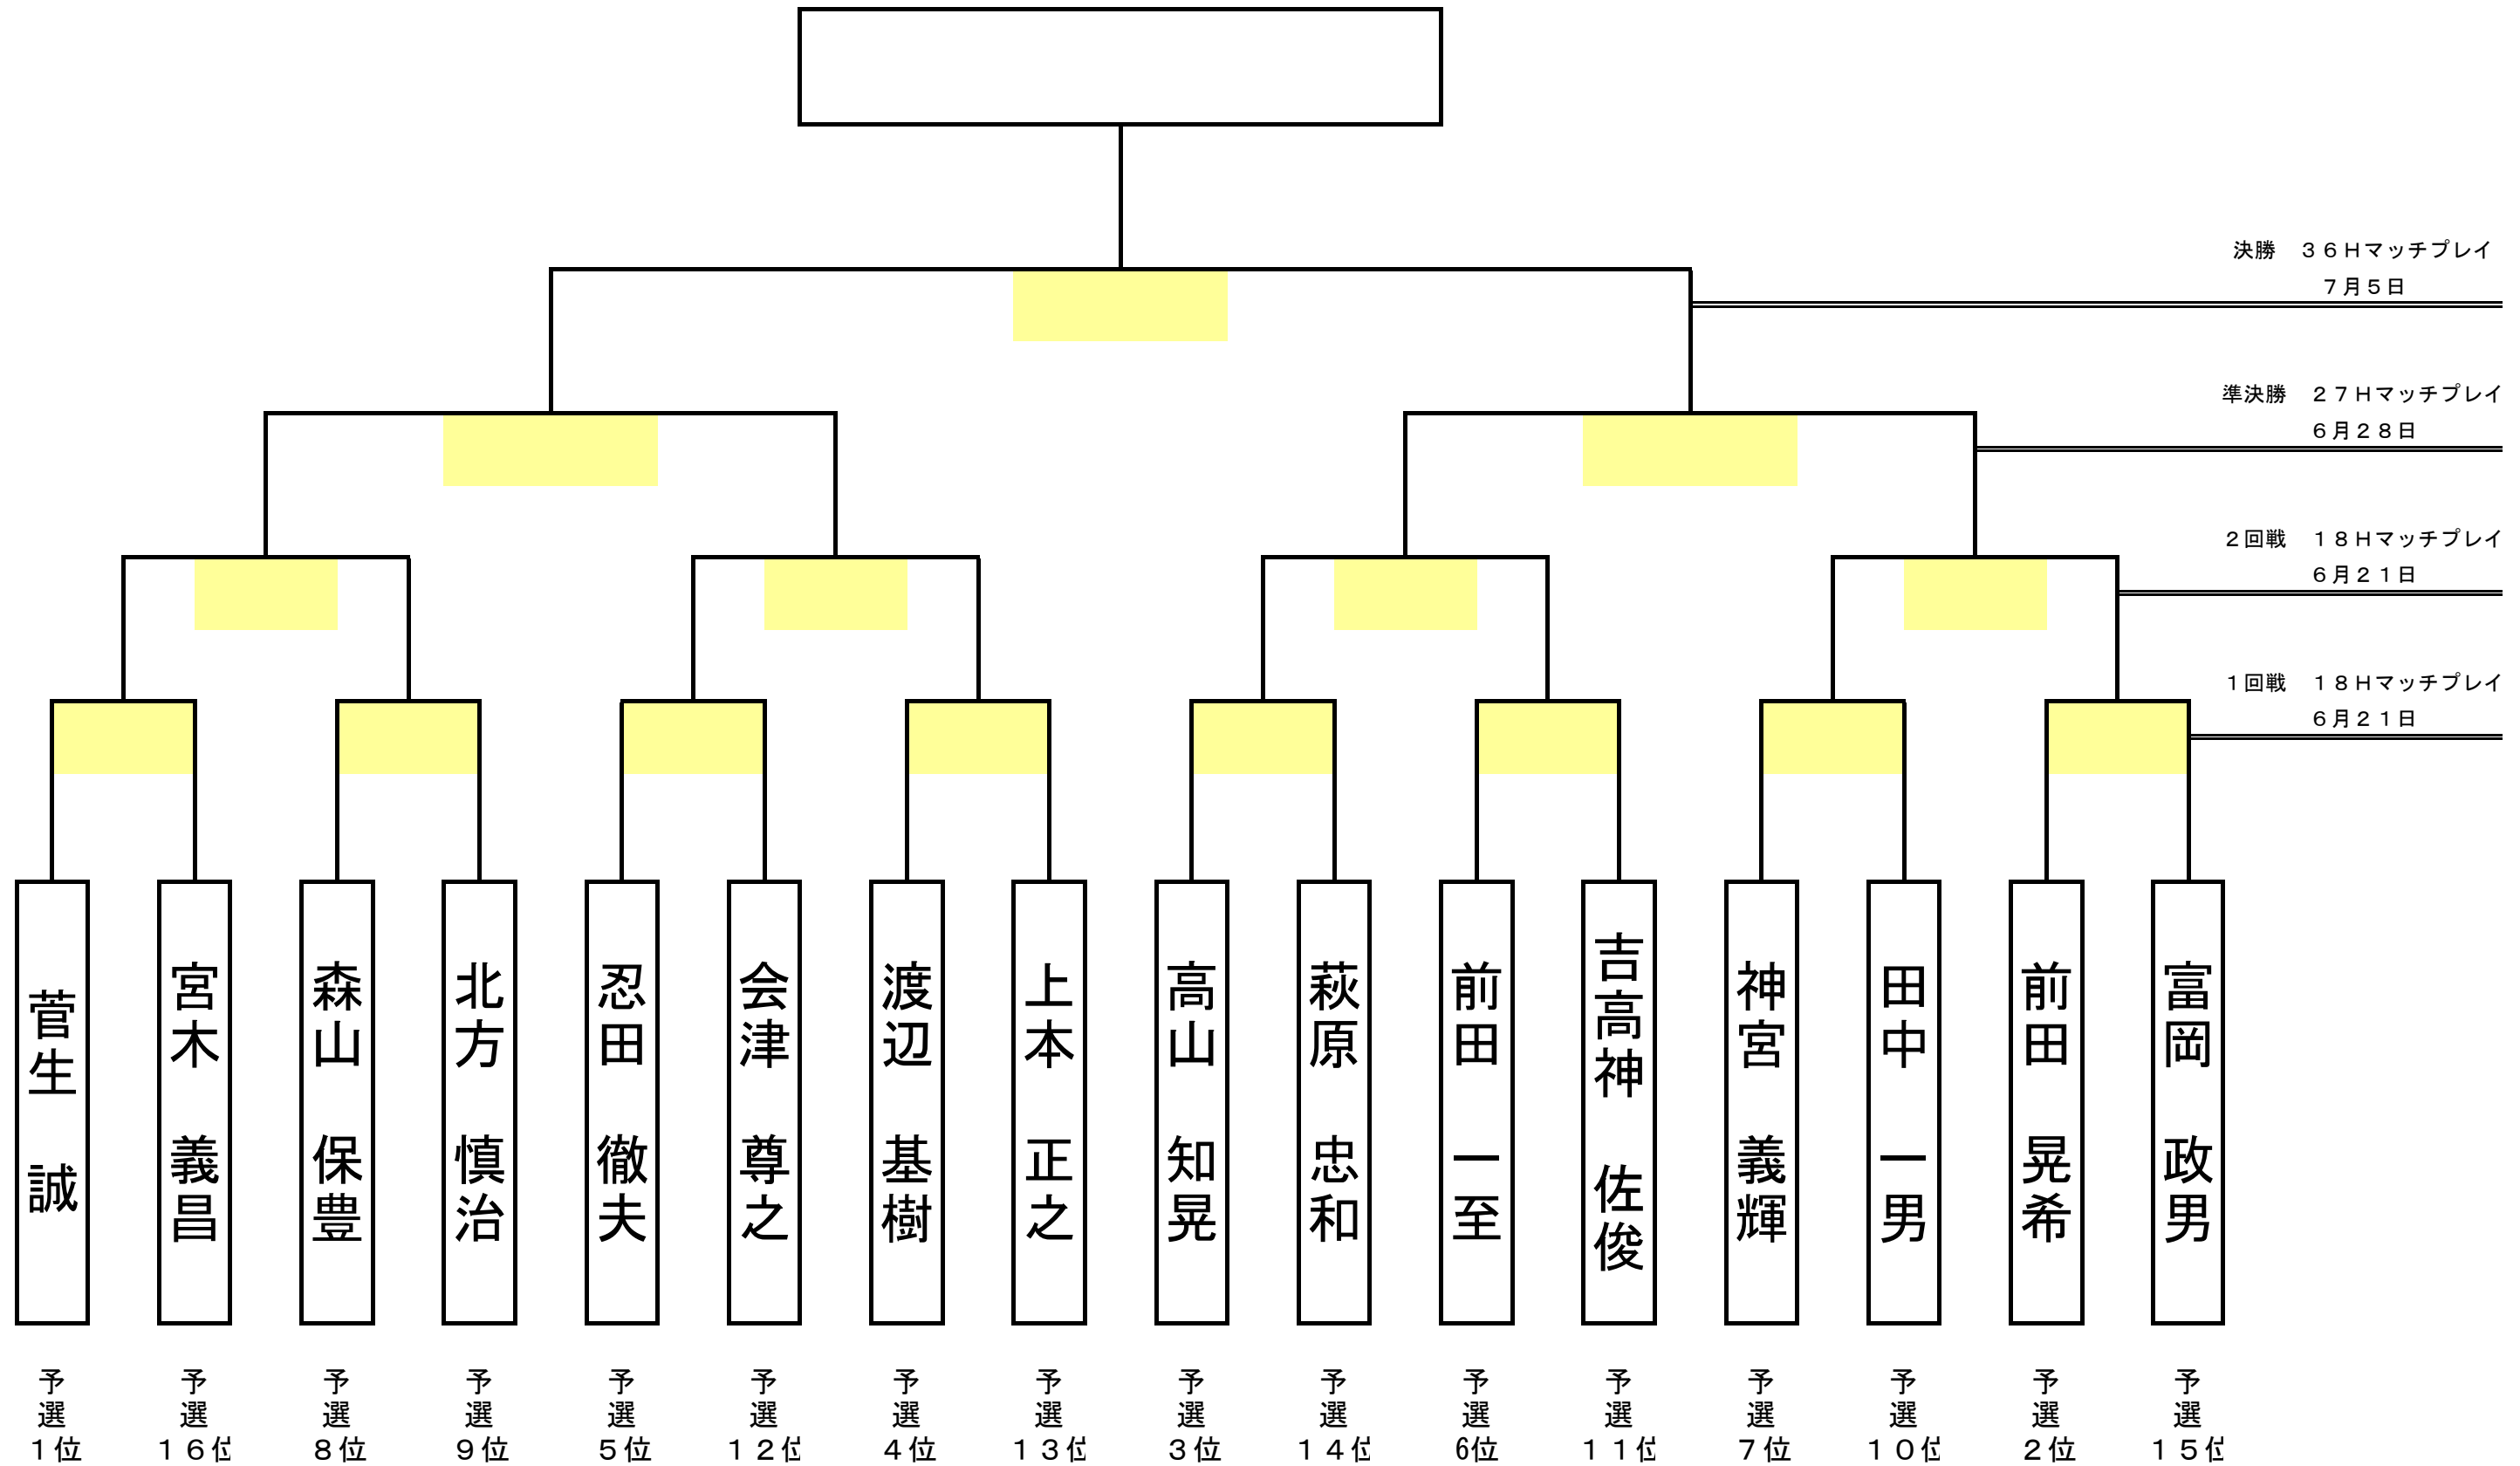 決勝　３６Ｈマッチプレイ
７月５日
準決勝　２７Ｈマッチプレイ
６月２８日
２回戦　１８Ｈマッチプレイ
６月２１日
１回戦　１８Ｈマッチプレイ
６月２１日
菅生　誠
宮木　義昌
森山　保豊
北方　慎治
忍田　徹夫
会津　尊之
渡辺　基樹
上本　正之
高山　知晃
萩原　忠和
前田　一至
吉高神　佐俊
神宮　義輝
田中　一男
前田　晃希
富岡　政男
予選１位
予選１６位
予選８位
予選９位
予選５位
予選１２位
予選４位
予選１３位
予選３位
予選１４位
予選6位
予選１１位
予選７位
予選１０位
予選２位
予選１５位